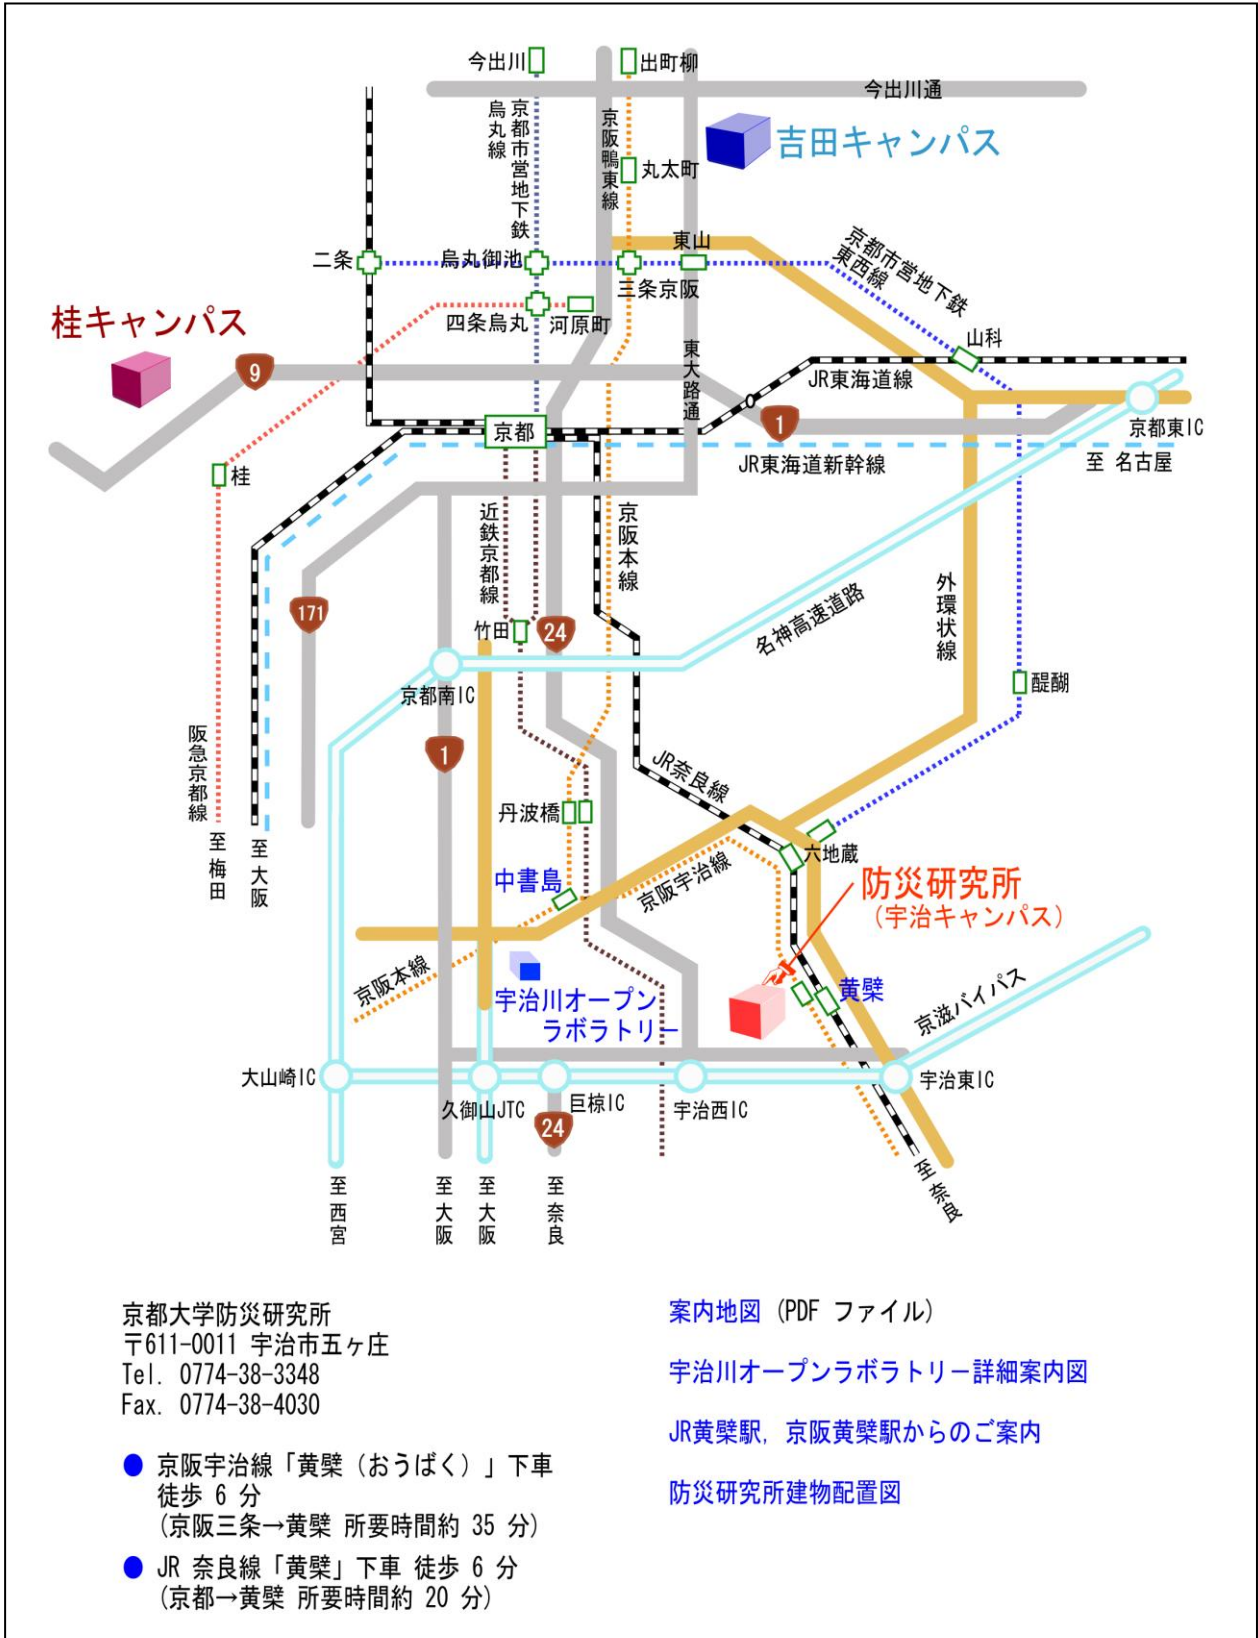 今出川
出町柳
今出川通
京都市営地下鉄
烏丸線
京阪鴨東線
吉田キャンパス
丸太町
東山
京都市営地下鉄
東西線
二条
烏丸御池
三条京阪
四条烏丸
河原町
山科
桂キャンパス
9
東大路通
JR東海道線
1
京都
京都東IC
JR東海道新幹線
至 名古屋
桂
近鉄京都線
京阪本線
外環状線
名神高速道路
171
竹田
24
醍醐
京都南IC
阪急京都線
1
JR奈良線
丹波橋
至梅田
至大阪
六地蔵
中書島
京阪宇治線
防災研究所
(宇治キャンパス)
京阪本線
宇治川オープン
ラボラトリー
黄檗
京滋バイパス
大山崎IC
久御山JTC
巨椋IC
宇治西IC
宇治東IC
24
至西宮
至大阪
至大阪
至奈良
至奈良
京都大学防災研究所
〒611-0011 宇治市五ヶ庄
Tel. 0774-38-3348
Fax. 0774-38-4030
● 京阪宇治線「黄檗(おうばく)」下車
徒歩 6 分
(京阪三条→黄檗 所要時間約 35 分)
● JR 奈良線「黄檗」下車 徒歩 6 分
(京都→黄檗 所要時間約 20 分)
案内地図 (PDF ファイル)
宇治川オープンラボラトリー詳細案内図
JR黄檗駅, 京阪黄檗駅からのご案内
防災研究所建物配置図